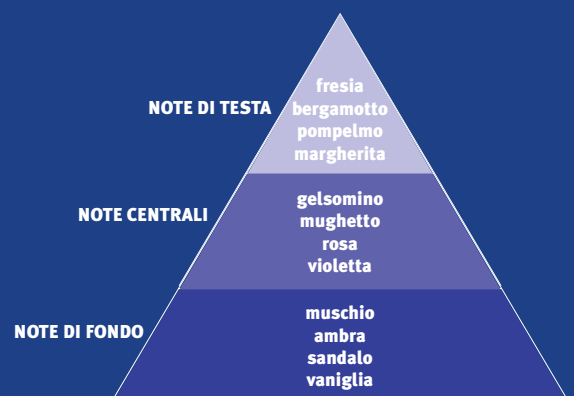 NOTE DI TESTA
fresia
bergamotto
pompelmo
margherita
NOTE CENTRALI
gelsomino
mughetto
rosa
violetta
NOTE DI FONDO
muschio
ambra
sandalo
vaniglia